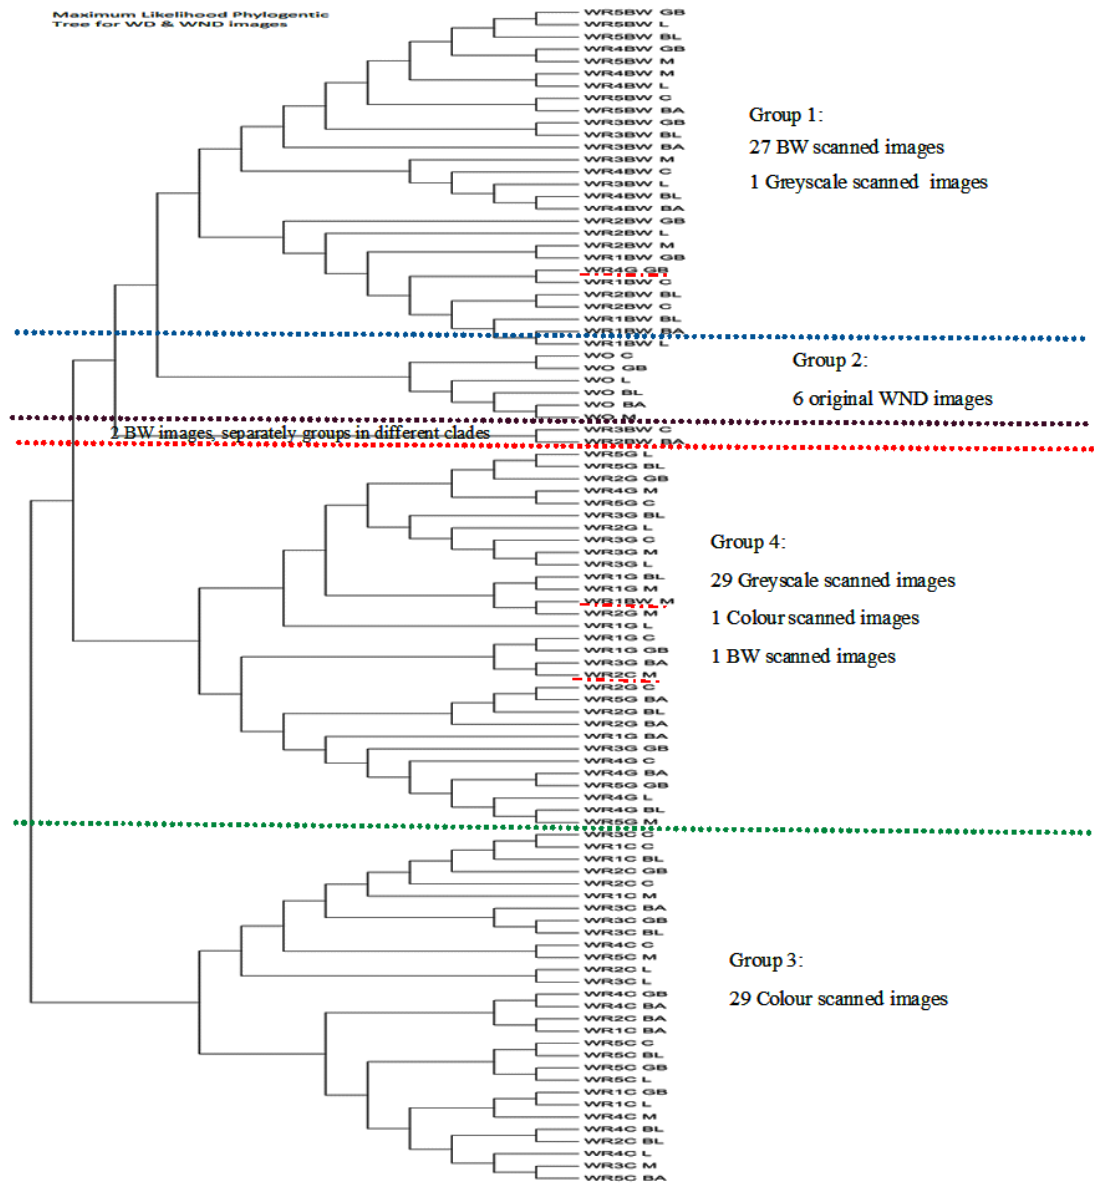 Maximum Likelihood Phylogentic
Tree for WD & WND images
WR5BW GB
WR5BW L
WR5BW BL
WR4BW GB
WR5BW M
WR4BW M
WR4BW L
WR5BW C
WR5BW BA
WR3BW GB
WR3BW BL
WR3BW BA
WR3BW M
WR4BW C
WR3BW L
WR4BW BL
WR4BW BA
WR2BW GB
WR2BW L
WR2BW M
WR1BW GB
WR4G GB
WR1BW C
WR2BW BL
WR2BW C
WR1BW BL
WR1BW BA
WR1BW L
Group 1:
27 BW scanned images
1 Greyscale scanned images
WO C
WO GB
WO L
WO BL
WO BA
WO M
Group 2:
6 original WND images
2 BW images, separately groups in different clades
WR3BW C
WR2BW BA
WR5G L
WR5G BL
WR2G GB
WR4G M
WR5G C
WR3G BL
WR2G L
WR3G C
WR3G M
WR3G L
WR1G BL
WR1G M
WR1BW M
WR2G M
WR1G L
WR1G C
WR1G GB
WR3G BA
WR2C M
WR2G C
WR5G BA
WR2G BL
WR2G BA
WR1G BA
WR3G GB
WR4G C
WR4G BA
WR5G GB
WR4G L
WR4G BL
WR5G M
Group 4:
29 Greyscale scanned images
1 Colour scanned images
1 BW scanned images
WR3C C
WR1C C
WR1C BL
WR2C GB
WR2C C
WR1C M
WR3C BA
WR3C GB
WR3C BL
WR4C C
WR5C M
WR2C L
WR3C L
WR4C GB
WR4C BA
WR2C BA
WR1C BA
WR5C C
WR5C BL
WR5C GB
WR5C L
WR1C GB
WR1C L
WR4C M
WR4C BL
WR2C BL
WR4C L
WR3C M
WR5C BA
Group 3:
29 Colour scanned images